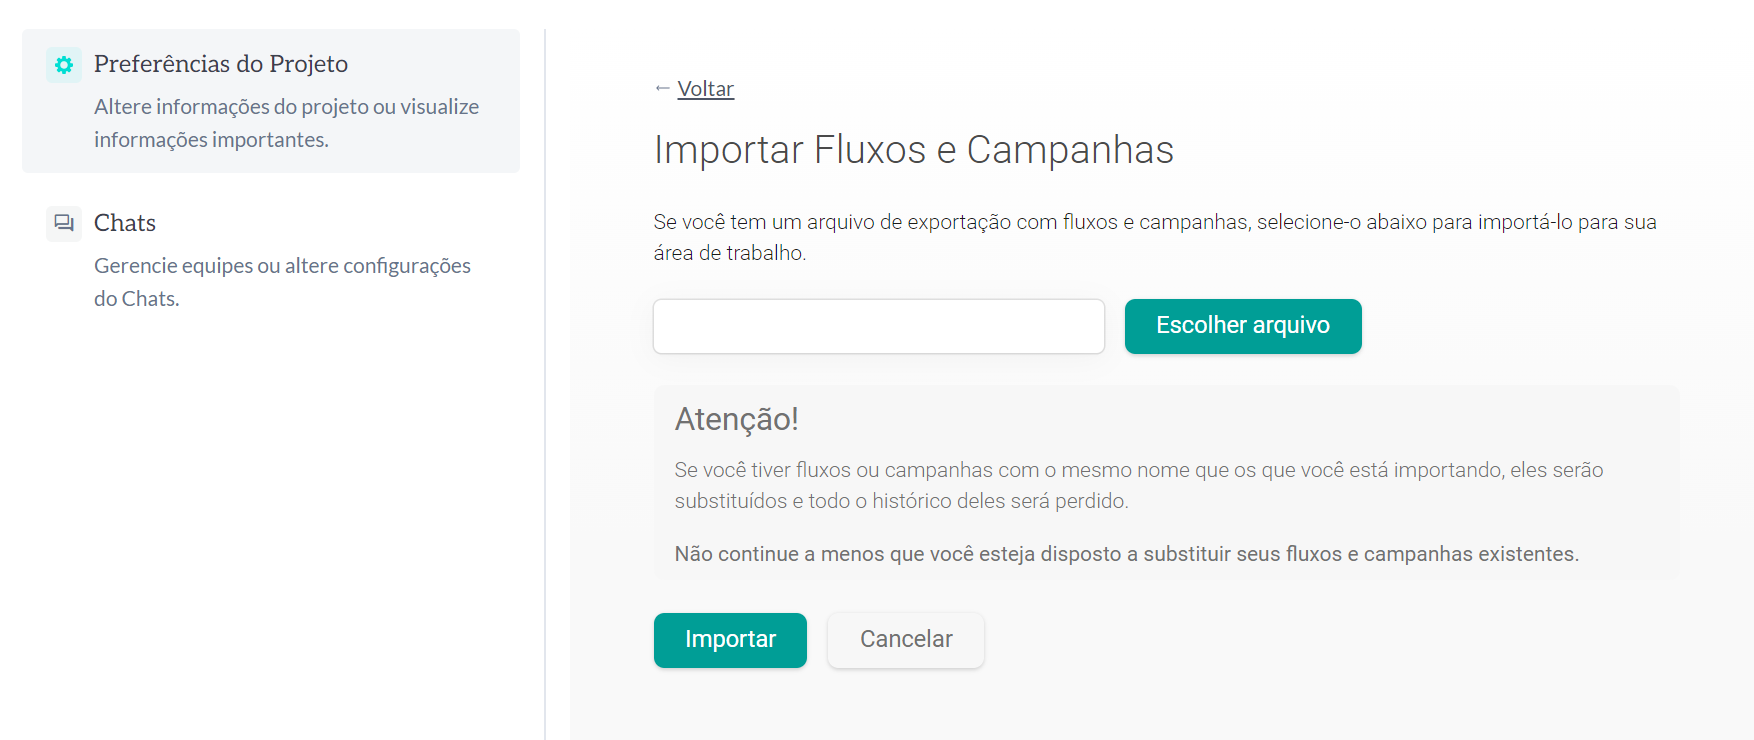 Preferências do Projeto
Altere informações do projeto ou visualize
informações importantes.
Chats
Gerencie equipes ou altere configurações
do Chats.
← Voltar
Importar Fluxos e Campanhas
Se você tem um arquivo de exportação com fluxos e campanhas, selecione-o abaixo para importá-lo para sua
área de trabalho.
Escolher arquivo
Atenção!
Se você tiver fluxos ou campanhas com o mesmo nome que os que você está importando, eles serão
substituídos e todo o histórico deles será perdido.
Não continue a menos que você esteja disposto a substituir seus fluxos e campanhas existentes.
Importar
Cancelar